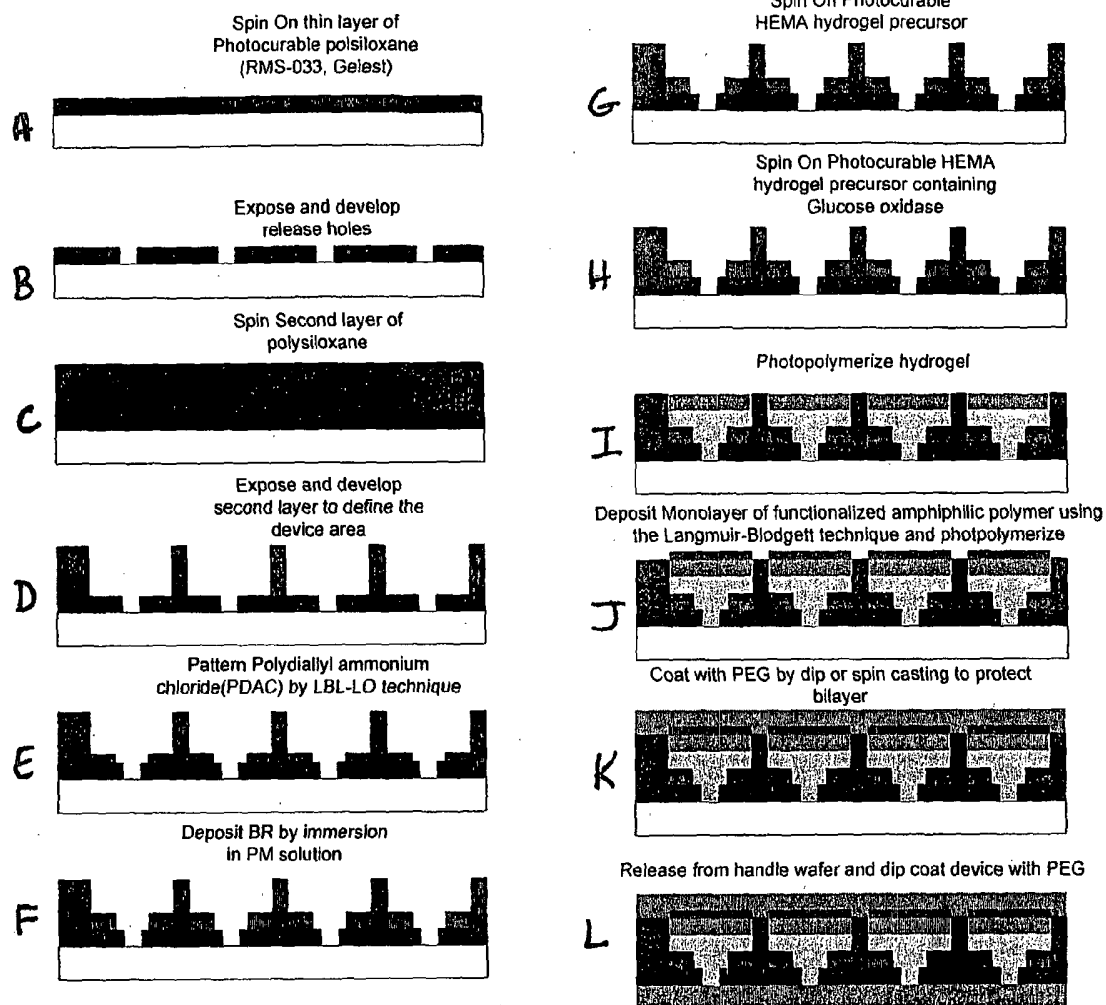 Spin On thin layer of
Photocurable polsiloxane
(RMS-033, Gelest)
A
Expose and develop
release holes
B
Spin Second layer of
polysiloxane
C
Expose and develop
second layer to define the
device area
D
Pattern Polydiallyl ammonium
chloride(PDAC) by LBL-LO technique
E
Deposit BR by immersion
in PM solution
F
Spin On Photocurable
HEMA hydrogel precursor
G
Spin On Photocurable HEMA
hydrogel precursor containing
Glucose oxidase
H
Photopolymerize hydrogel
I
Deposit Monolayer of functionalized amphiphilic polymer using
the Langmuir-Blodgett technique and photpolymerize
J
Coat with PEG by dip or spin casting to protect
bilayer
K
Release from handle wafer and dip coat device with PEG
L